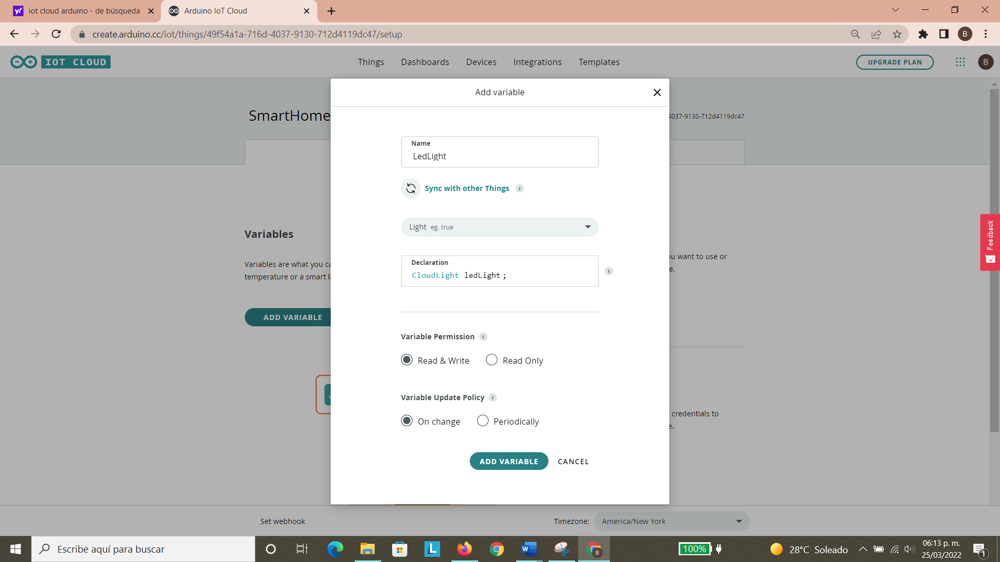 iot cloud arduino - de búsqueda
Arduino IoT Cloud
create.arduino.cc/iot/things/49f54a1a-716d-4037-9130-712d4119dc47/setup
B
IOT CLOUD
Things
Dashboards
Devices
Integrations
Templates
UPGRADE PLAN
B
Add variable
SmartHome
4037-9130-712d4119dc47
Name
LedLight
Sync with other Things
i
Light eg. true
Variables
Declaration
CloudLight ledLight;
i
Variables are what you
temperature or a smart
u want to use or
e.
ADD VARIABLE
Variable Permission
i
Read & Write
Read Only
Variable Update Policy
i
On change
Periodically
credentials to
e.
ADD VARIABLE
CANCEL
Feedback
Set webhook
Timezone:
America/New York
Escribe aquí para buscar
100%
28°C Soleado
06:13 p. m.
25/03/2022
1